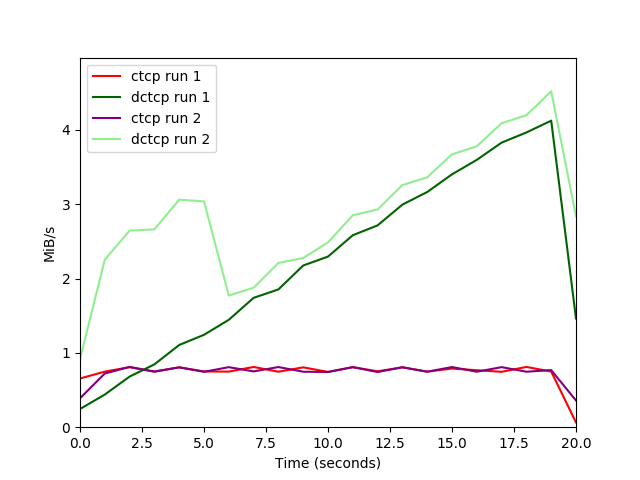 ctcp run 1
dctcp run 1
ctcp run 2
dctcp run 2
4
3
2
1
0
MiB/s
0.0 2.5 5.0 7.5 10.0 12.5 15.0 17.5 20.0
Time (seconds)